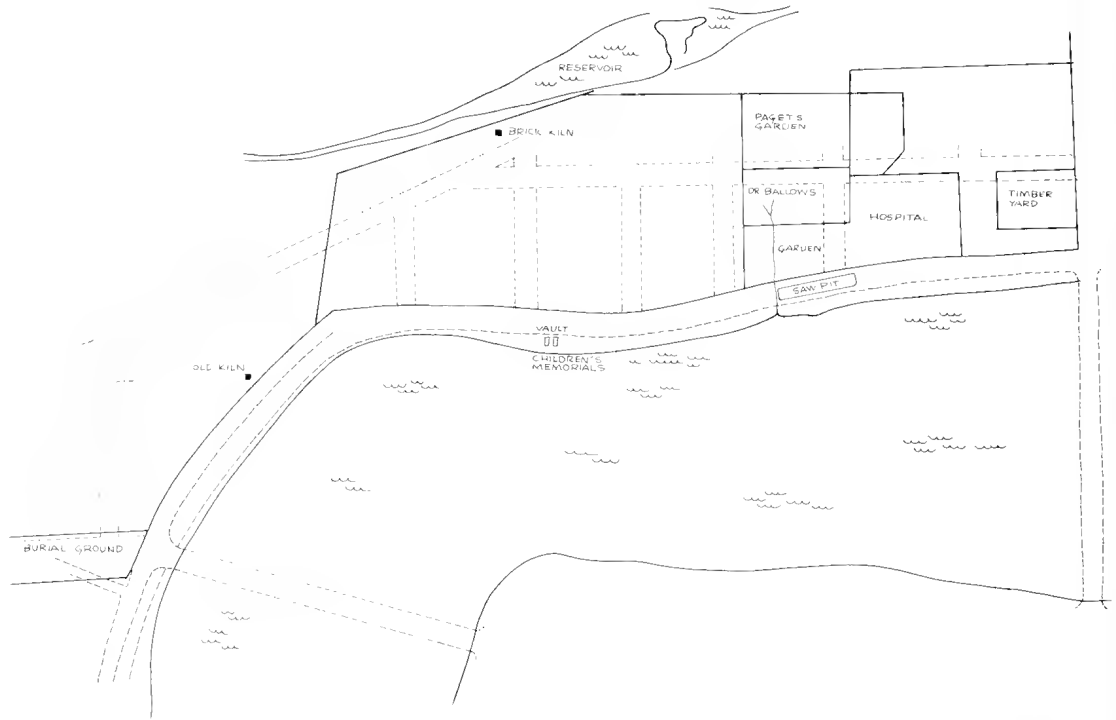 RESERVOIR
BRICK KILN
PAGETS
GARDEN
DR BALLOWS
GARDEN
HOSPITAL
TIMBER
YARD
SAW PIT
VAULT
CHILDREN'S
MEMORIALS
OLD KILN
BURIAL GROUND